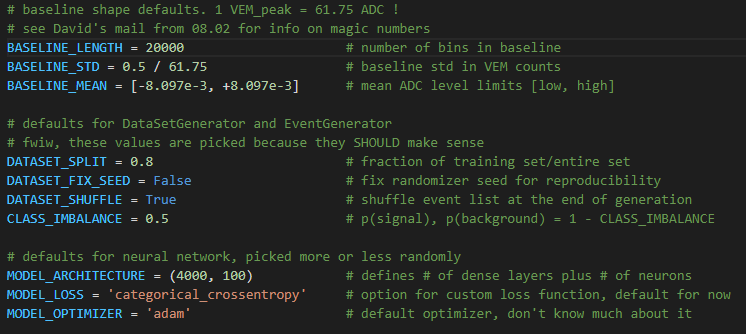 # baseline shape defaults. 1 VEM_peak = 61.75 ADC !
# see David's mail from 08.02 for info on magic numbers
BASELINE_LENGTH = 20000 # number of bins in baseline
BASELINE_STD = 0.5 / 61.75 # baseline std in VEM counts
BASELINE_MEAN = [-8.097e-3, +8.097e-3] # mean ADC level limits [low, high]
# defaults for DataSetGenerator and EventGenerator
# fwiw, these values are picked because they SHOULD make sense
DATASET_SPLIT = 0.8 # fraction of training set/entire set
DATASET_FIX_SEED = False # fix randomizer seed for reproducibility
DATASET_SHUFFLE = True # shuffle event list at the end of generation
CLASS_IMBALANCE = 0.5 # p(signal), p(background) = 1 - CLASS_IMBALANCE
# defaults for neural network, picked more or less randomly
MODEL_ARCHITECTURE = (4000, 100) # defines # of dense layers plus # of neurons
MODEL_LOSS = 'categorical_crossentropy' # option for custom loss function, default for now
MODEL_OPTIMIZER = 'adam' # default optimizer, don't know much about it